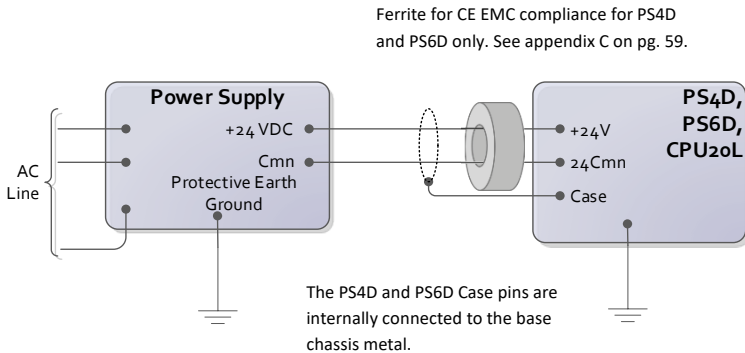 Ferrite for CE EMC compliance for PS4D
and PS6D only. See appendix C on pg. 59.
Power Supply
+24 VDC
Cmn
Protective Earth
Ground
AC
Line
PS4D,
PS6D,
CPU20L
+24V
24Cmn
Case
The PS4D and PS6D Case pins are
internally connected to the base
chassis metal.